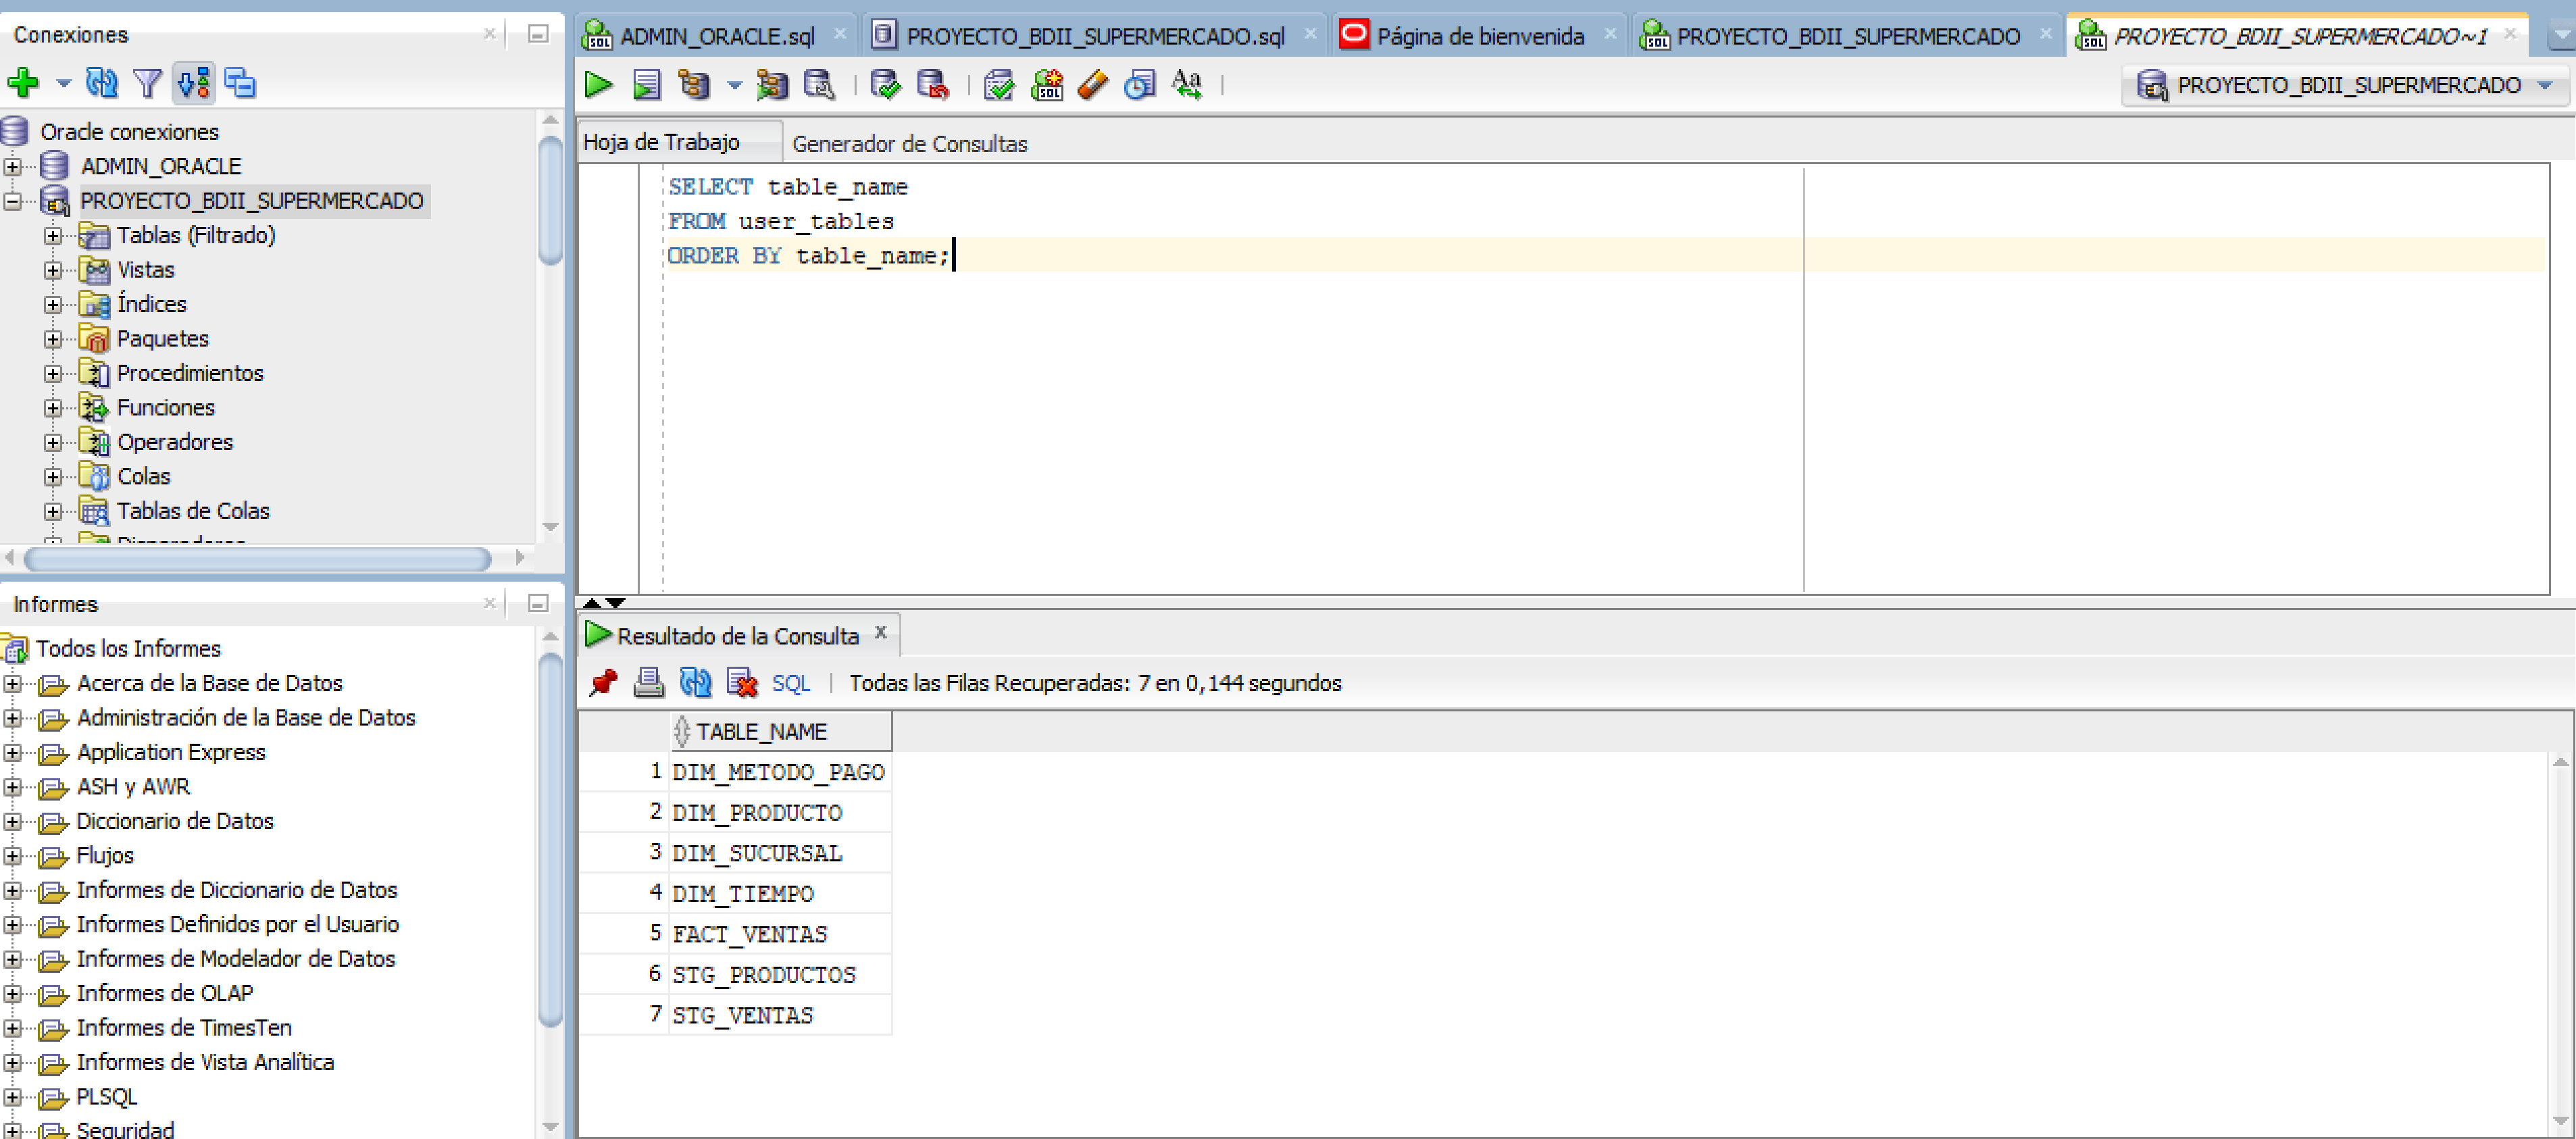 Conexiones
Oracle conexiones
ADMIN_ORACLE
PROYECTO_BDII_SUPERMERCADO
Tablas (Filtrado)
Vistas
Índices
Paquetes
Procedimientos
Funciones
Operadores
Colas
Tablas de Colas
Informes
Todos los Informes
Acerca de la Base de Datos
Administración de la Base de Datos
Application Express
ASH y AWR
Diccionario de Datos
Flujos
Informes de Diccionario de Datos
Informes Definidos por el Usuario
Informes de Modelador de Datos
Informes de OLAP
Informes de TimesTen
Informes de Vista Analítica
PLSQL
Seguridad
ADMIN_ORACLE.sql
PROYECTO_BDII_SUPERMERCADO.sql
Página de bienvenida
PROYECTO_BDII_SUPERMERCADO
PROYECTO_BDII_SUPERMERCADO~1
PROYECTO_BDII_SUPERMERCADO
Hoja de Trabajo
Generador de Consultas
SELECT table_name
FROM user_tables
ORDER BY table_name;
Resultado de la Consulta
SQL | Todas las Filas Recuperadas: 7 en 0,144 segundos
TABLE_NAME
1 DIM_METODO_PAGO
2 DIM_PRODUCTO
3 DIM_SUCURSAL
4 DIM_TIEMPO
5 FACT_VENTAS
6 STG_PRODUCTOS
7 STG_VENTAS